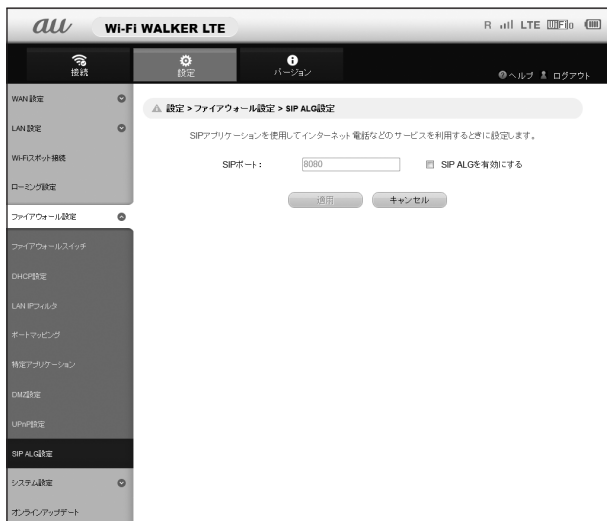 au Wi-Fi WALKER LTE
R LTE
接続
設定
バージョン
ヘルプ ログアウト
WAN設定
LAN設定
Wi-Fiスポット接続
ローミング設定
ファイアウォール設定
ファイアウォールスイッチ
DHCP設定
LAN IPフィルタ
ポートマッピング
特定アプリケーション
DMZ設定
UPnP設定
SIP ALG設定
システム設定
オンラインアップデート
設定 > ファイアウォール設定 > SIP ALG設定
SIPアプリケーションを使用してインターネット電話などのサービスを利用するときに設定します。
SIPポート： 8080 SIP ALGを有効にする
適用 キャンセル